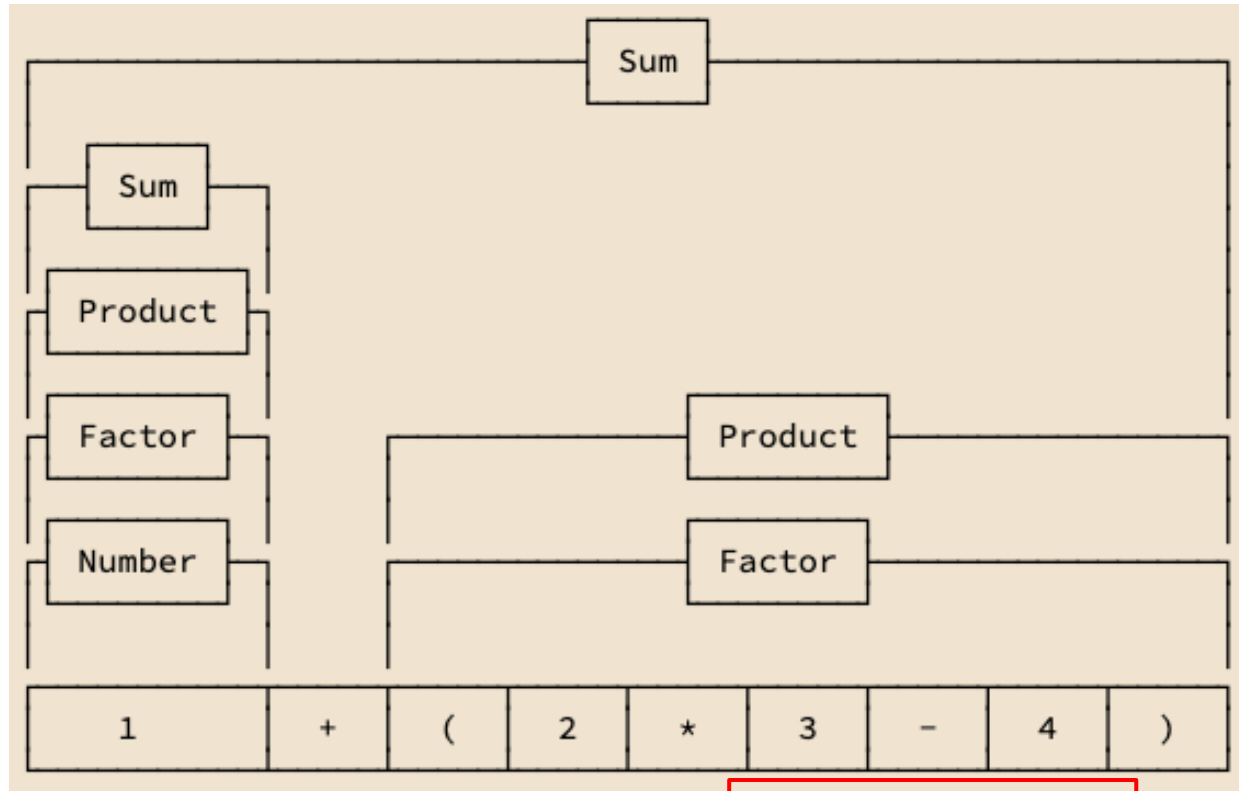 Sum
Sum
Product
Factor
Product
Number
Factor
1 + ( 2 * 3 - 4 )